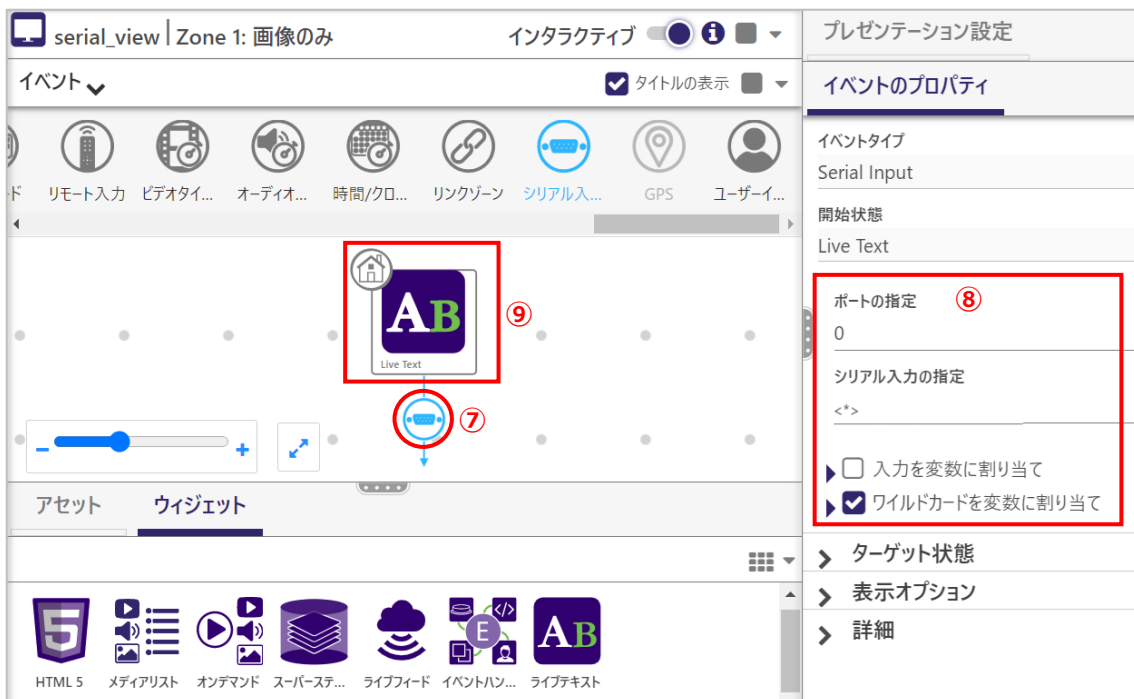 serial_view Zone 1: 画像のみ
インタラクティブ
イベント
タイトルの表示
リモート入力
ビデオタイ...
オーディオ...
時間/クロ...
リンクゾーン
シリアル入...
GPS
ユーザーイ...
AB
Live Text
⑨
⑦
アセット
ウィジェット
HTML 5
メディアリスト
オンデマンド
スーパーステ...
ライブフィード
イベントハン...
ライブテキスト
プレゼンテーション設定
イベントのプロパティ
イベントタイプ
Serial Input
開始状態
Live Text
ポートの指定 ⑧
0
シリアル入力の指定
<*>
入力を変数に割り当て
ワイルドカードを変数に割り当て
ターゲット状態
表示オプション
詳細